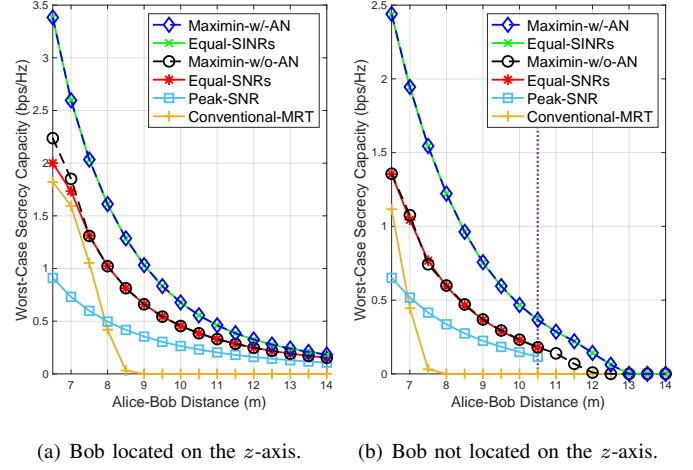 Worst-Case Secrecy Capacity (bps/Hz)
3.5
3
2.5
2
1.5
1
0.5
0
7 8 9 10 11 12 13 14
Alice-Bob Distance (m)
Maximin-w/-AN
Equal-SINRs
Maximin-w/o-AN
Equal-SNRs
Peak-SNR
Conventional-MRT
(a) Bob located on the z-axis.
Worst-Case Secrecy Capacity (bps/Hz)
2.5
2
1.5
1
0.5
0
7 8 9 10 11 12 13 14
Alice-Bob Distance (m)
Maximin-w/-AN
Equal-SINRs
Maximin-w/o-AN
Equal-SNRs
Peak-SNR
Conventional-MRT
(b) Bob not located on the z-axis.